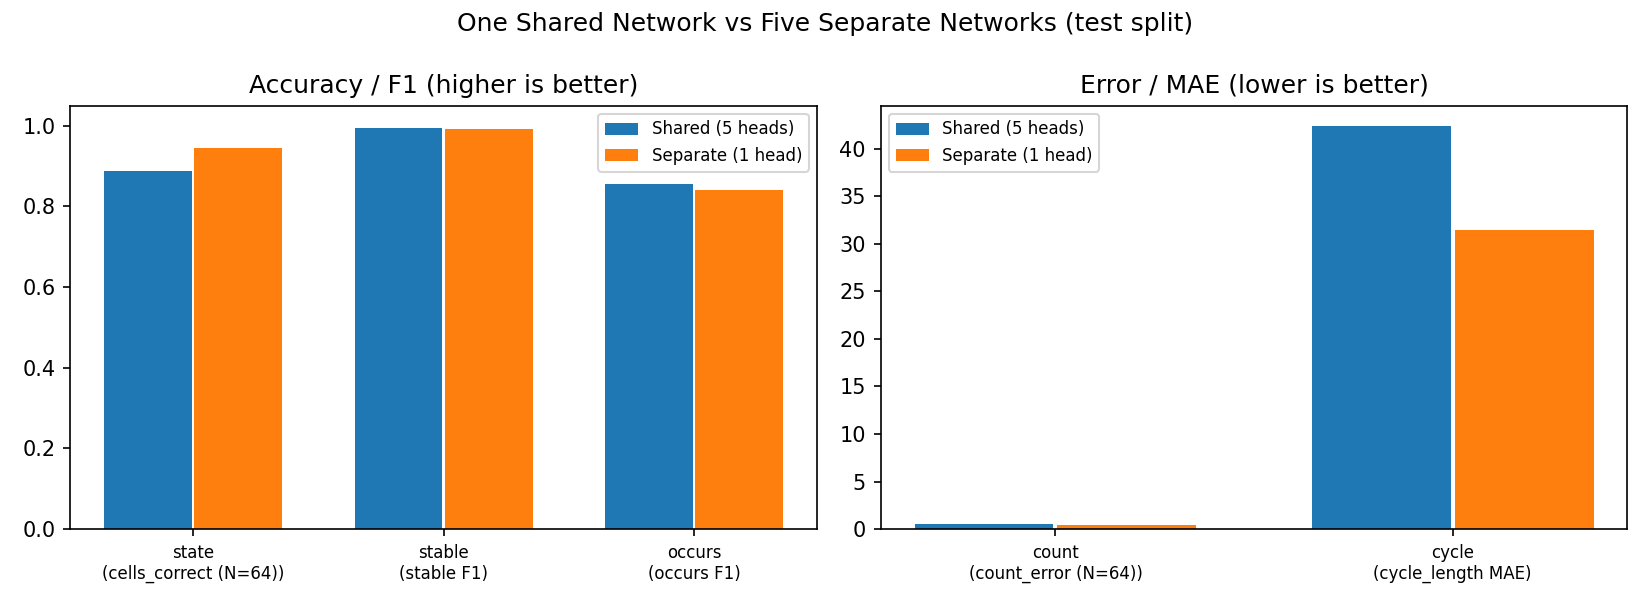 One Shared Network vs Five Separate Networks (test split)
Accuracy / F1 (higher is better)
1.0
0.8
0.6
0.4
0.2
0.0
Shared (5 heads)
Separate (1 head)
state
(cells_correct (N=64))
stable
(stable F1)
occurs
(occurs F1)
Error / MAE (lower is better)
40
35
30
25
20
15
10
5
0
Shared (5 heads)
Separate (1 head)
count
(count_error (N=64))
cycle
(cycle_length MAE)